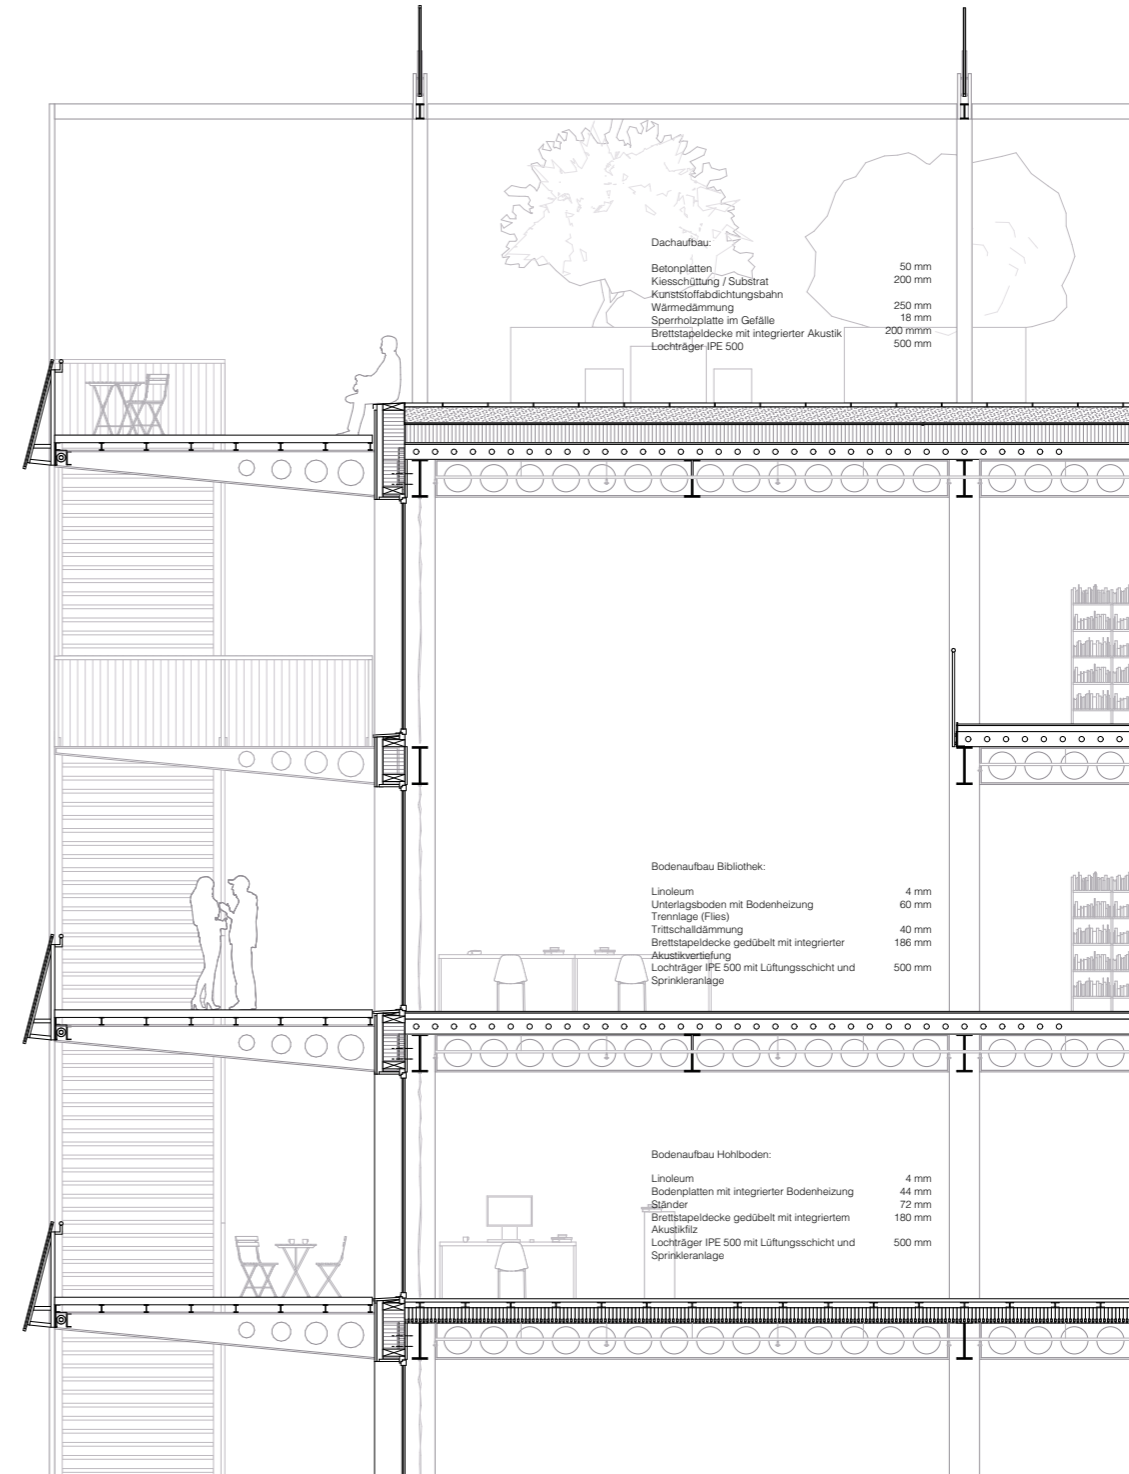 Dachaufbau:
Betonplatten 50 mm
Kiesschüttung / Substrat 200 mm
Kunststoffabdichtungsbahn
Wärmedämmung 250 mm
Sperrholzplatte im Gefälle 18 mm
Brettstapeldecke mit integrierter Akustik 200 mmm
Lochträger IPE 500 500 mm
Bodenaufbau Bibliothek:
Linoleum 4 mm
Unterlagsboden mit Bodenheizung 60 mm
Trennlage (Flies)
Trittschalldämmung 40 mm
Brettstapeldecke gedübelt mit integrierter 186 mm
Akustikvertiefung
Lochträger IPE 500 mit Lüftungsschicht und 500 mm
Sprinkleranlage
Bodenaufbau Hohlboden:
Linoleum 4 mm
Bodenplatten mit integrierter Bodenheizung 44 mm
Ständer 72 mm
Brettstapeldecke gedübelt mit integriertem 180 mm
Akustikfilz
Lochträger IPE 500 mit Lüftungsschicht und 500 mm
Sprinkleranlage